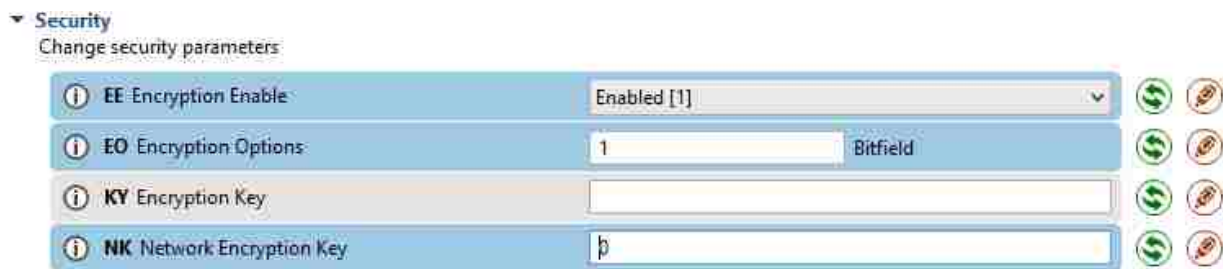 Security
Change security parameters
EE Encryption Enable Enabled [1]
EO Encryption Options 1 Bitfield
KY Encryption Key
NK Network Encryption Key 0